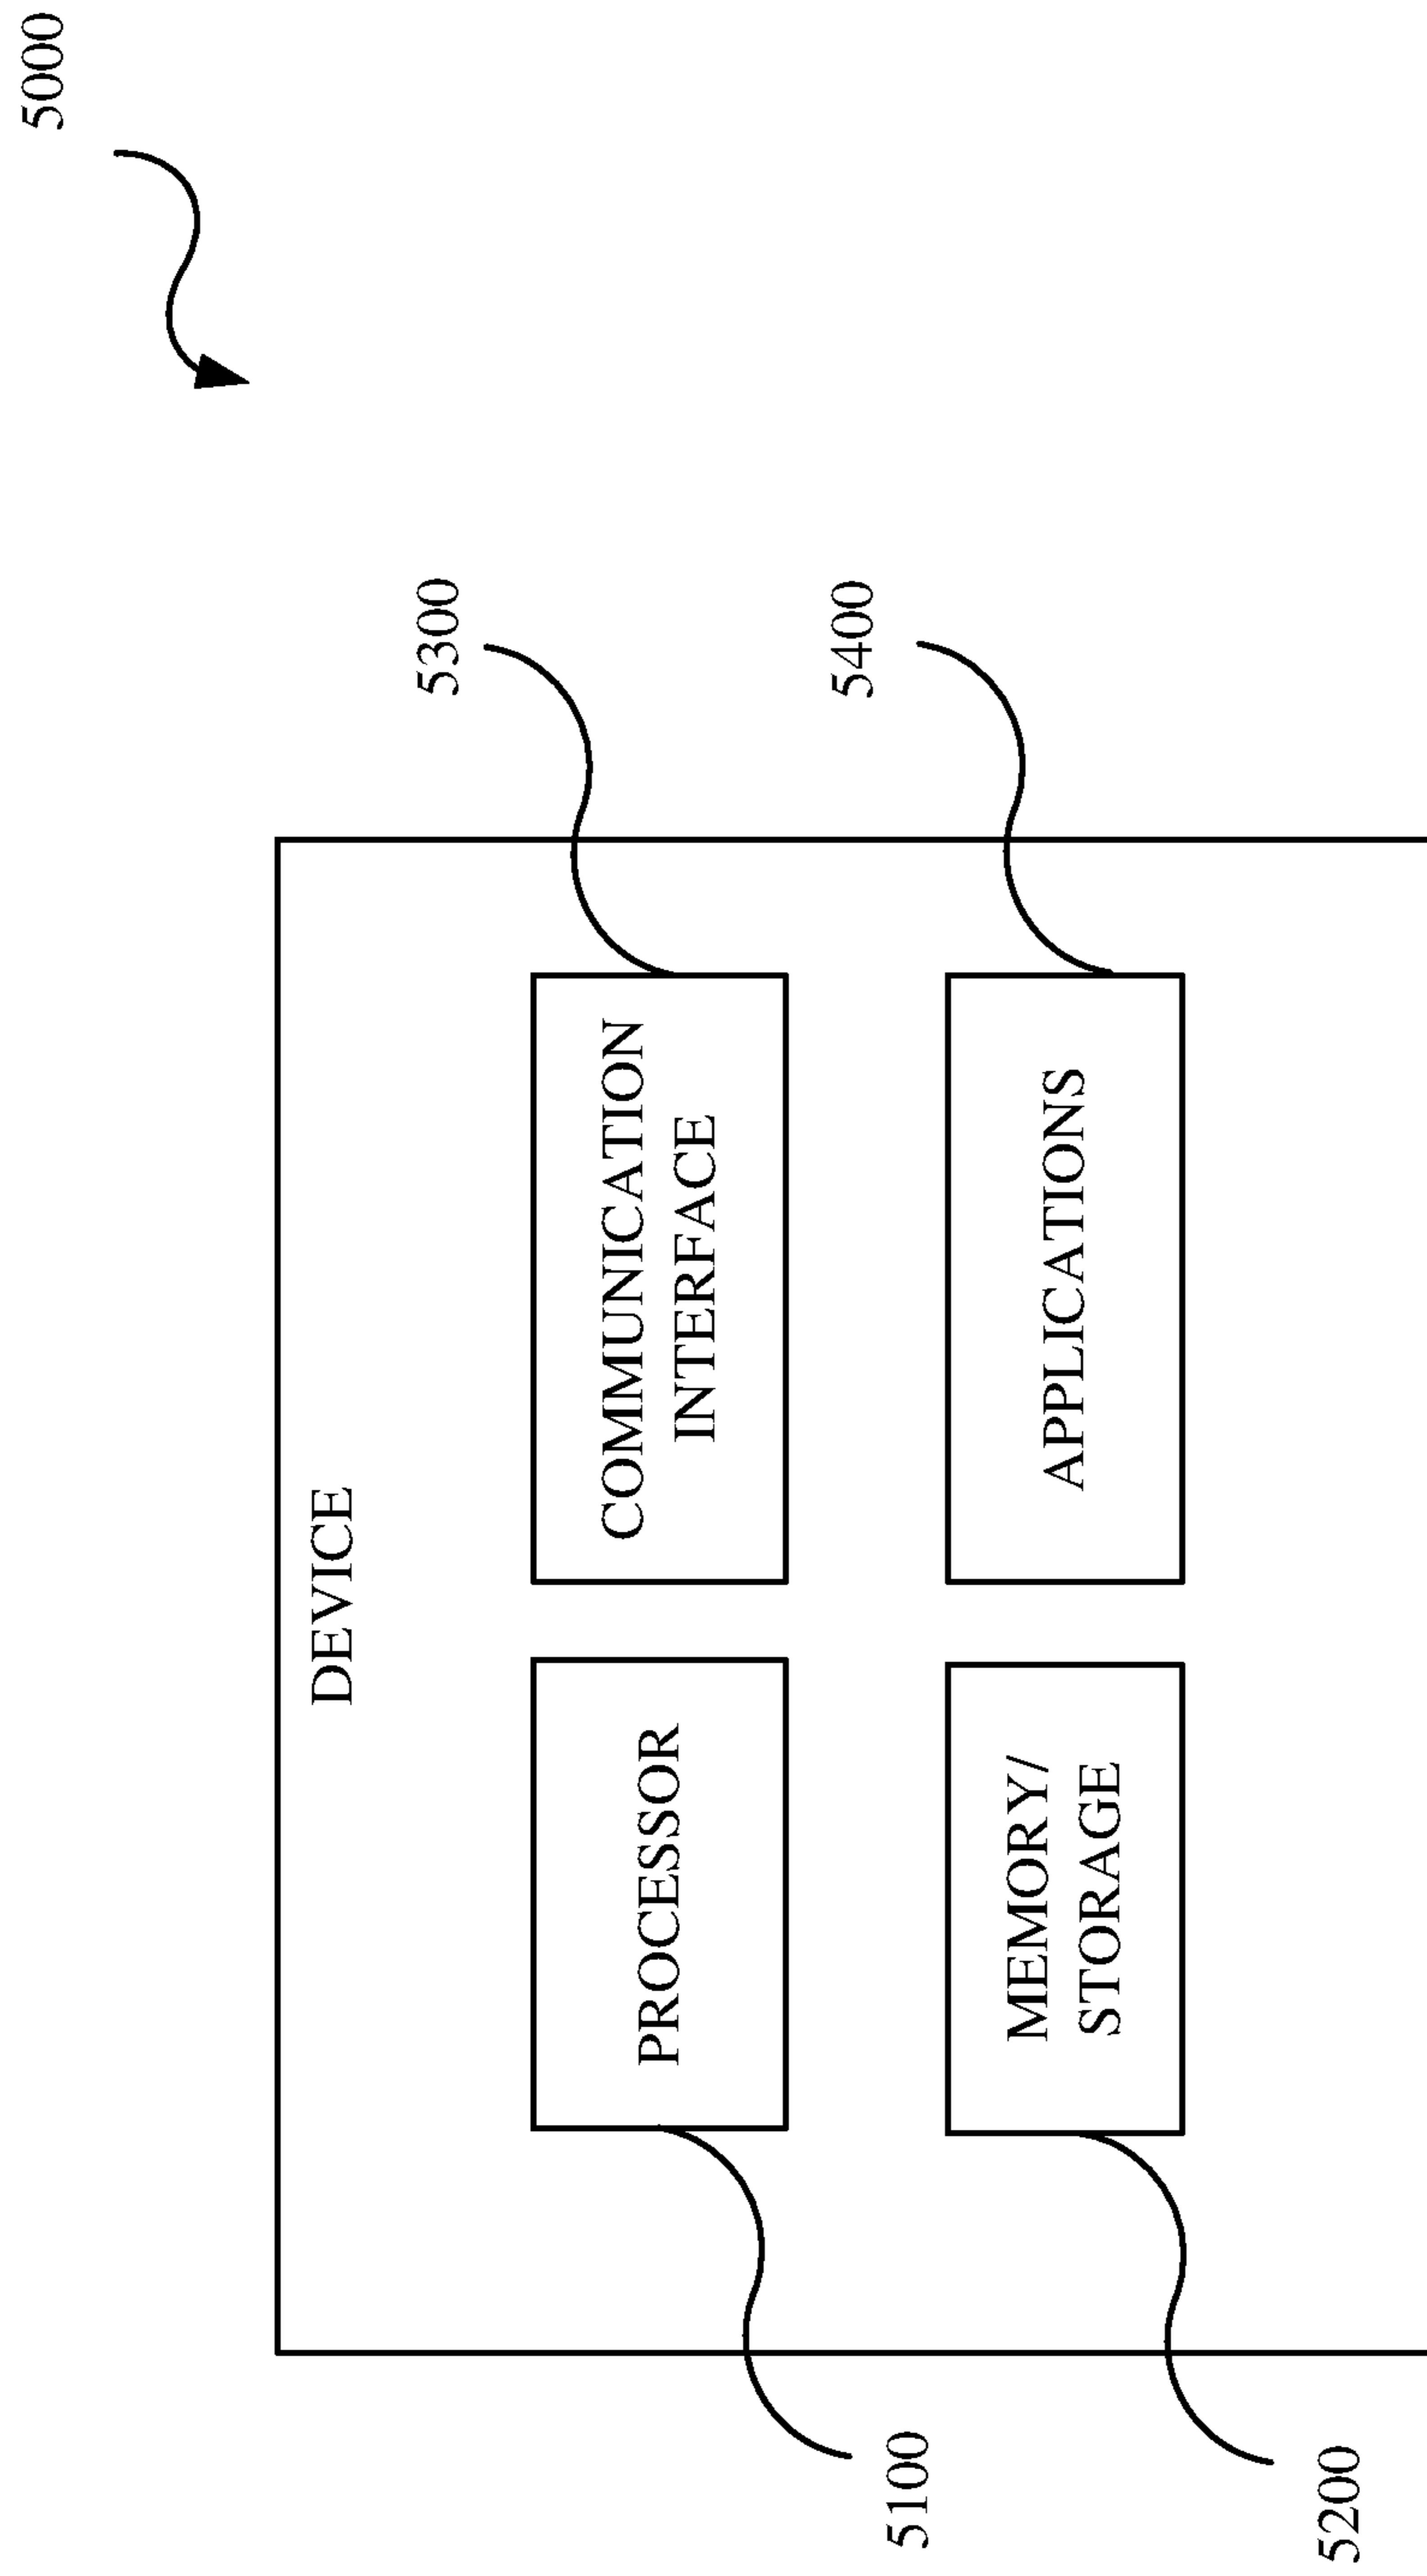 5000
DEVICE
5100
PROCESSOR
COMMUNICATION
INTERFACE
5300
5200
MEMORY/
STORAGE
APPLICATIONS
5400